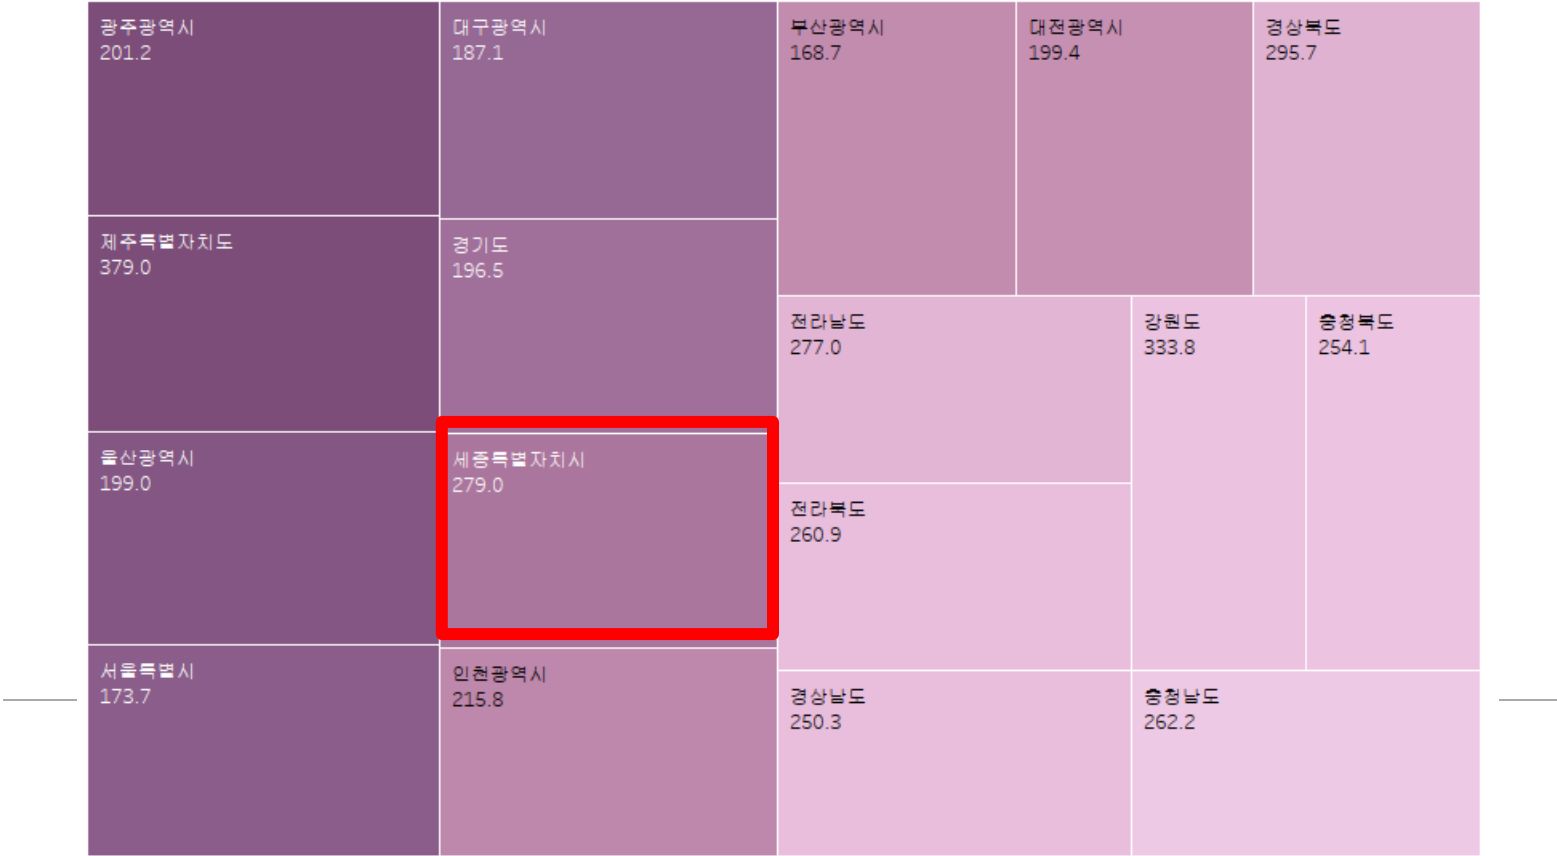 광주광역시
201.2
제주특별자치도
379.0
울산광역시
199.0
서울특별시
173.7
대구광역시
187.1
경기도
196.5
세종특별자치시
279.0
인천광역시
215.8
부산광역시
168.7
대전광역시
199.4
경상북도
295.7
전라남도
277.0
전라북도
260.9
경상남도
250.3
강원도
333.8
충청북도
254.1
충청남도
262.2